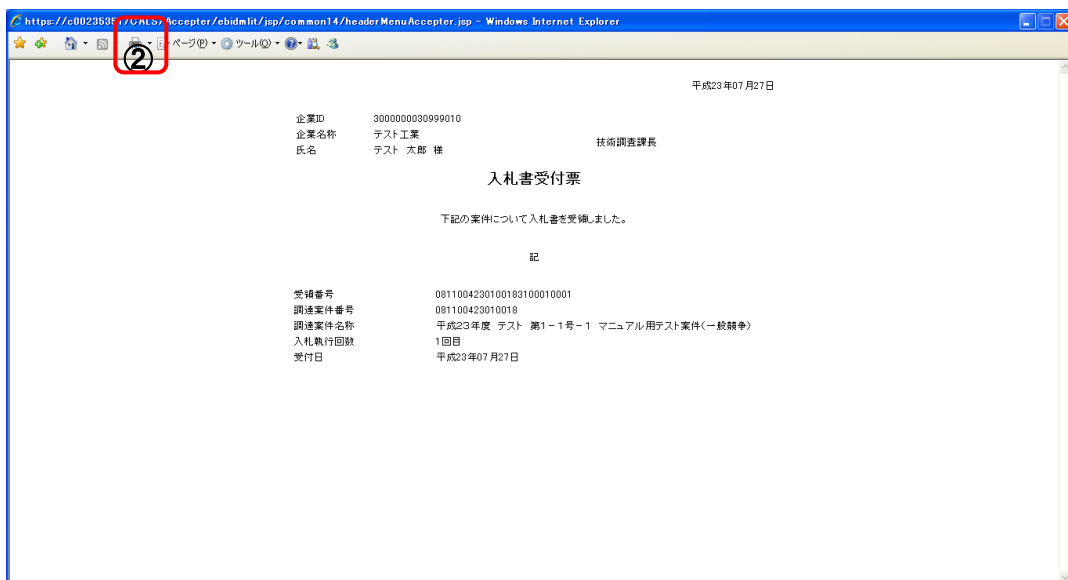 https://c0023535 /CALS/Accepter/ebidmlit/jsp/common14/headerMenuAccepter.jsp - Windows Internet Explorer
ページ(P) ツール(O)
②
平成23年07月27日
企業ID 3000000030999010
企業名称 テスト工業
氏名 テスト 太郎 様
技術調査課長
入札書受付票
下記の案件について入札書を受領しました。
記
受領番号 0811004230100183100010001
調達案件番号 081100423010018
調達案件名称 平成23年度 テスト 第1-1号-1 マニュアル用テスト案件(一般競争)
入札執行回数 1回目
受付日 平成23年07月27日